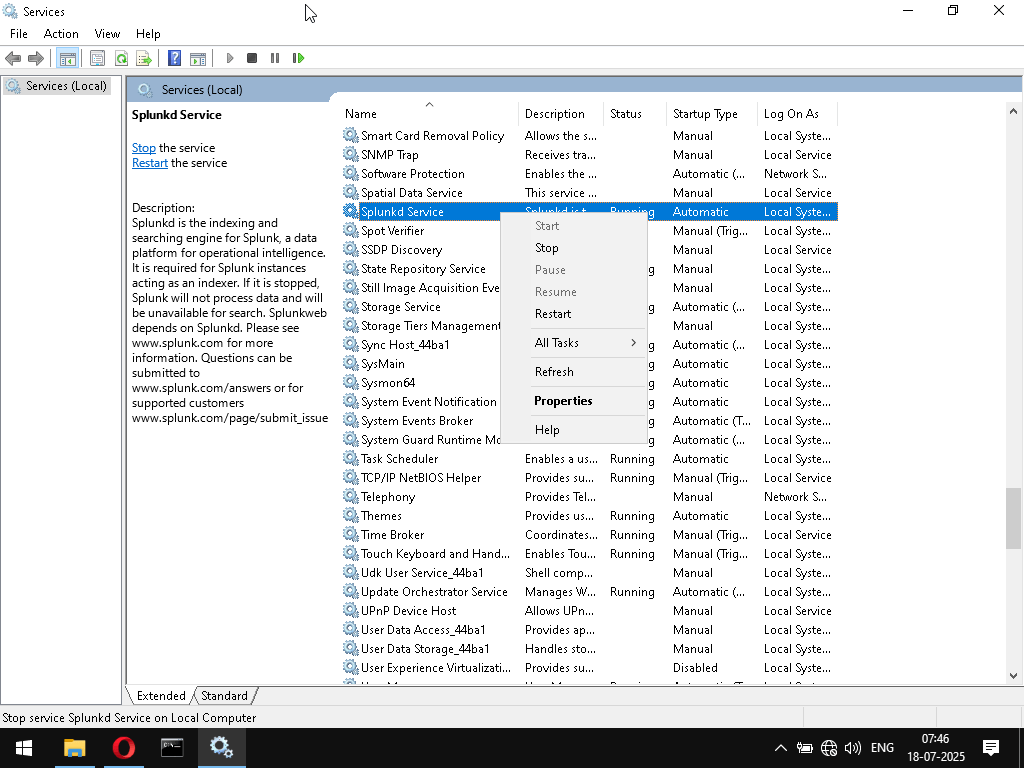 Services
File Action View Help
Services (Local)
Services (Local)
Splunkd Service
Stop the service
Restart the service
Description:
Splunkd is the indexing and
searching engine for Splunk, a data
platform for operational intelligence.
It is required for Splunk instances
acting as an indexer. If it is stopped,
Splunk will not process data and will
be unavailable for search. Splunkweb
depends on Splunkd. Please see
www.splunk.com for more
information. Questions can be
submitted to
www.splunk.com/answers or for
supported customers
www.splunk.com/page/submit_issue
Name Description Status Startup Type Log On As
Smart Card Removal Policy Allows the s... Manual Local Syste...
SNMP Trap Receives tra... Manual Local Service
Software Protection Enables the ... Automatic (... Network S...
Spatial Data Service This service ... Manual Local Service
Splunkd Service Splunkd is t... Running Automatic Local Syste...
Spot Verifier Manual (Trig... Local Syste...
SSDP Discovery Manual Local Service
State Repository Service g Manual Local Syste...
Still Image Acquisition Eve Manual Local Syste...
Storage Service g Automatic (... Local Syste...
Storage Tiers Management Manual Local Syste...
Sync Host_44ba1 g Automatic (... Local Syste...
SysMain g Automatic Local Syste...
Sysmon64 g Automatic Local Syste...
System Event Notification g Automatic Local Syste...
System Events Broker g Automatic (T... Local Syste...
System Guard Runtime Mo g Automatic (... Local Syste...
Task Scheduler Enables a us... Running Automatic Local Syste...
TCP/IP NetBIOS Helper Provides su... Running Manual (Trig... Local Service
Telephony Provides Tel... Manual Network S...
Themes Provides us... Running Automatic Local Syste...
Time Broker Coordinates... Running Manual (Trig... Local Service
Touch Keyboard and Hand... Enables Tou... Running Manual (Trig... Local Syste...
Udk User Service_44ba1 Shell comp... Manual Local Syste...
Update Orchestrator Service Manages W... Running Automatic (... Local Syste...
UPnP Device Host Allows UPn... Manual Local Service
User Data Access_44ba1 Provides ap... Manual Local Syste...
User Data Storage_44ba1 Handles sto... Manual Local Syste...
User Experience Virtualizati... Provides su... Disabled Local Syste...
Start
Stop
Pause
Resume
Restart
All Tasks
Refresh
Properties
Help
Extended Standard
Stop service Splunkd Service on Local Computer
ENG
07:46
18-07-2025